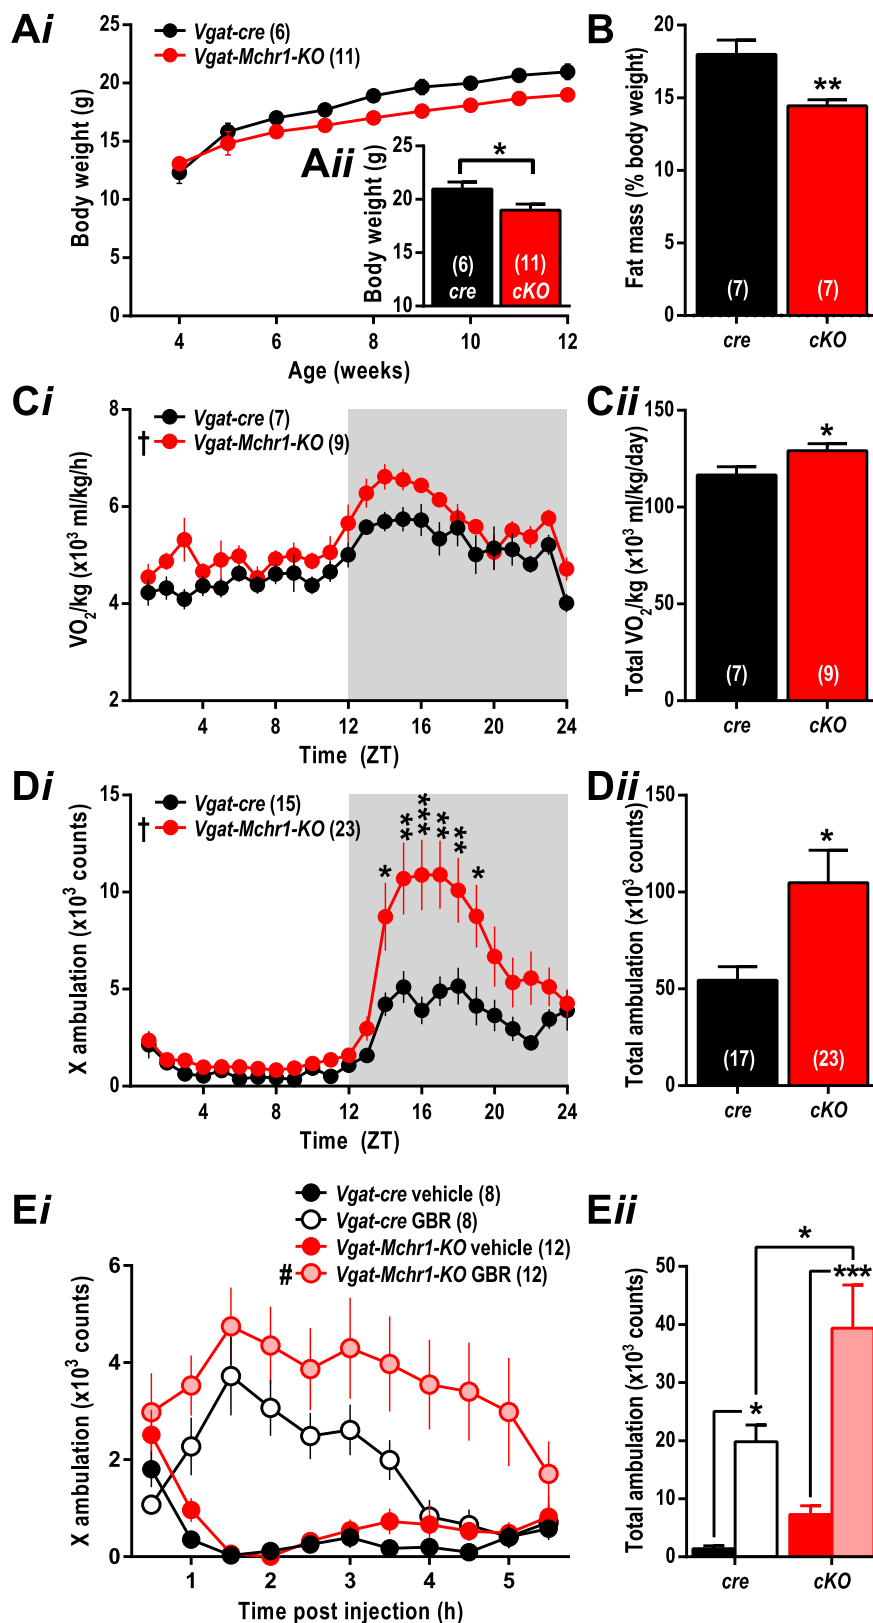 Ai
Vgat-cre (6)
Vgat-Mchr1-KO (11)
Body weight (g)
25
20
15
10
5
0
4
6
8
10
12
Age (weeks)
Aii
Body weight (g)
25
20
15
10
*
(6)
(11)
cre
cKO
B
Fat mass (% body weight)
20
15
10
5
0
**
(7)
(7)
cre
cKO
Ci
Vgat-cre (7)
† Vgat-Mchr1-KO (9)
VO2/kg (x10³ ml/kg/h)
8
6
4
2
4
8
12
16
20
24
Time (ZT)
Cii
Total VO2/kg (x10³ ml/kg/day)
150
100
50
0
*
(7)
(9)
cre
cKO
Di
Vgat-cre (15)
† Vgat-Mchr1-KO (23)
X ambulation (x10³ counts)
15
10
5
0
* ** *** ** ** *
4
8
12
16
20
24
Time (ZT)
Dii
Total ambulation (x10³ counts)
150
100
50
0
*
(17)
(23)
cre
cKO
Ei
Vgat-cre vehicle (8)
Vgat-cre GBR (8)
Vgat-Mchr1-KO vehicle (12)
# Vgat-Mchr1-KO GBR (12)
X ambulation (x10³ counts)
6
4
2
0
1
2
3
4
5
Time post injection (h)
Eii
Total ambulation (x10³ counts)
50
40
30
20
10
0
*
***
*
cre
cKO